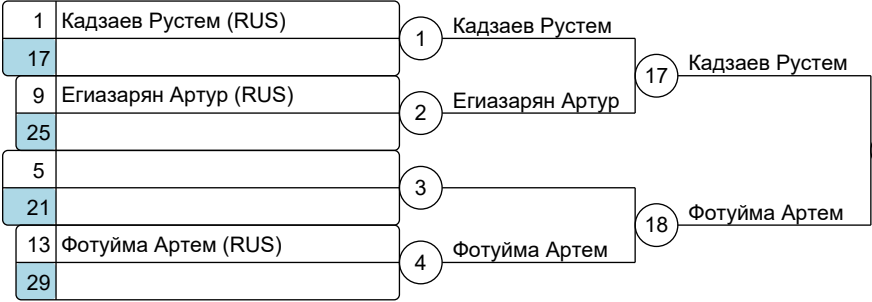 1 Кадзаев Рустем (RUS)
17
1 Кадзаев Рустем
9 Егиазарян Артур (RUS)
25
2 Егиазарян Артур
17 Кадзаев Рустем
5
21
3
13 Фотуйма Артем (RUS)
29
4 Фотуйма Артем
18 Фотуйма Артем